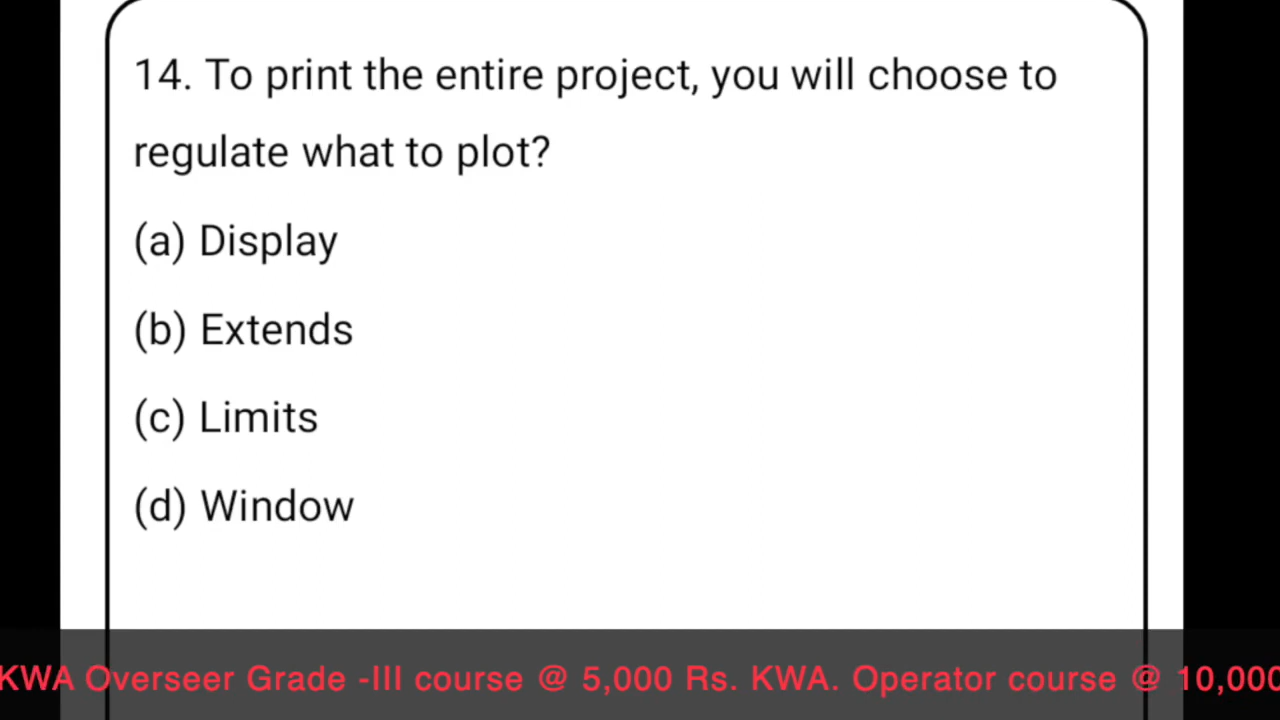 14. To print the entire project, you will choose to
regulate what to plot?
(a) Display
(b) Extends
(c) Limits
(d) Window
KWA Overseer Grade -III course @ 5,000 Rs. KWA. Operator course @ 10,000